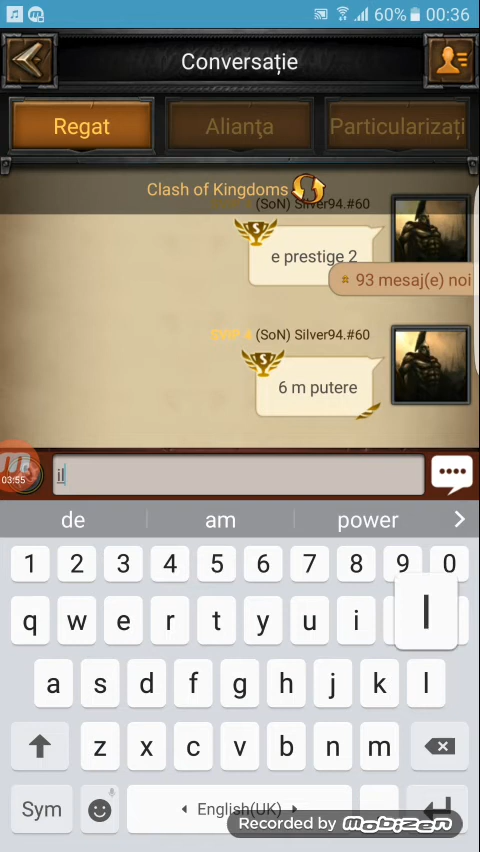 60% 00:36
Conversație
Regat Alianţa Particularizați
Clash of Kingdoms
(SoN) Silver94.#60
S
e prestige 2
93 mesaj(e) noi
SVIP 4 (SoN) Silver94.#60
S
6 m putere
03:55
il
de am power
1 2 3 4 5 6 7 8 9 0
q w e r t y u i l
a s d f g h j k l
z x c v b n m
Sym English(UK)
Recorded by mobizen